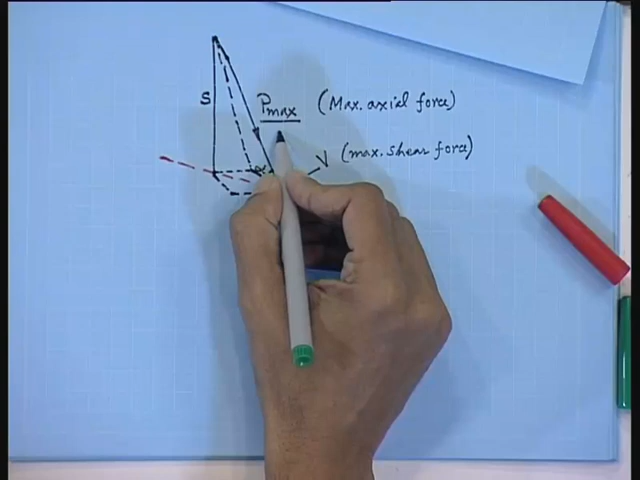 S
Pmax (Max. axial force)
V (max. shear force)